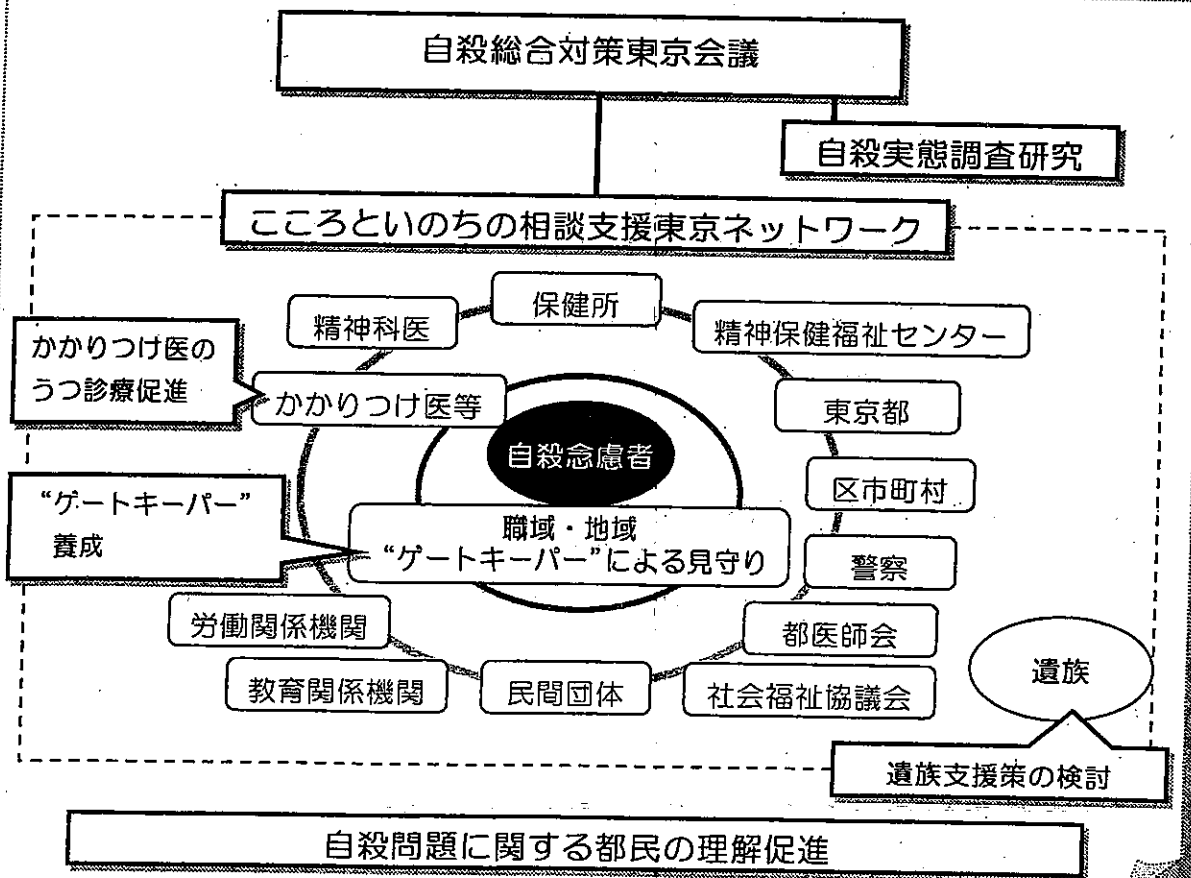 自殺総合対策東京会議
自殺実態調査研究
こころといのちの相談支援東京ネットワーク
保健所
精神科医
精神保健福祉センター
かかりつけ医の
うつ診療促進
かかりつけ医等
東京都
自殺念慮者
区市町村
“ゲートキーパー”
養成
職域・地域
“ゲートキーパー”による見守り
警察
労働関係機関
都医師会
教育関係機関
民間団体
社会福祉協議会
遺族
遺族支援策の検討
自殺問題に関する都民の理解促進